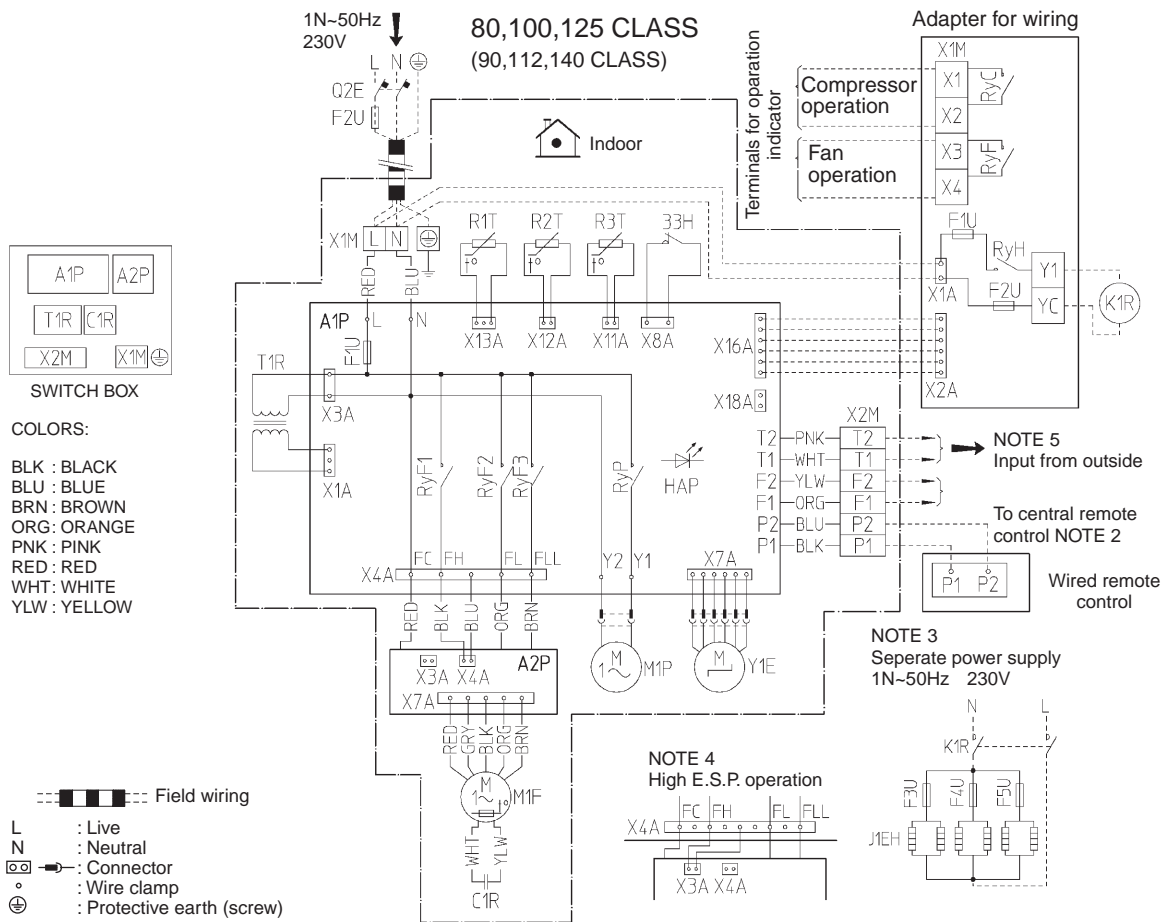 1N~50Hz
230V
80,100,125 CLASS
(90,112,140 CLASS)
L N
Q2E
F2U
Indoor
Terminals for oparation
indicator
Compressor
operation
Fan
operation
Adapter for wiring
X1M
X1
X2
X3
X4
RyC
RyF
F1U
RyH
X1A
F2U
Y1
YC
K1R
X2A
X1M L N
RED
BLU
R1T
R2T
R3T
33H
A1P
L
N
F1U
X13A
X12A
X11A
X8A
X16A
X18A
T1R
X3A
X1A
RyF1
RyF2
RyF3
RyP
HAP
X2M
T2 PNK T2
T1 WHT T1
F2 YLW F2
F1 ORG F1
P2 BLU P2
P1 BLK P1
NOTE 5
Input from outside
To central remote
control NOTE 2
P1 P2
Wired remote
control
X4A
FC FH FL FLL
Y2 Y1
X7A
RED
BLK
BLU
ORG
BRN
A2P
X3A X4A
X7A
M1P
Y1E
M
1~
M
RED
GRY
BLK
ORG
BRN
M
1~
M1F
WHT
YLW
C1R
A1P A2P
T1R C1R
X2M X1M
SWITCH BOX
COLORS:
BLK : BLACK
BLU : BLUE
BRN : BROWN
ORG : ORANGE
PNK : PINK
RED : RED
WHT : WHITE
YLW : YELLOW
Field wiring
L : Live
N : Neutral
: Connector
: Wire clamp
: Protective earth (screw)
NOTE 4
High E.S.P. operation
FC FH FL FLL
X4A
X3A X4A
NOTE 3
Seperate power supply
1N~50Hz 230V
N L
K1R
F3U
F4U
F5U
J1EH